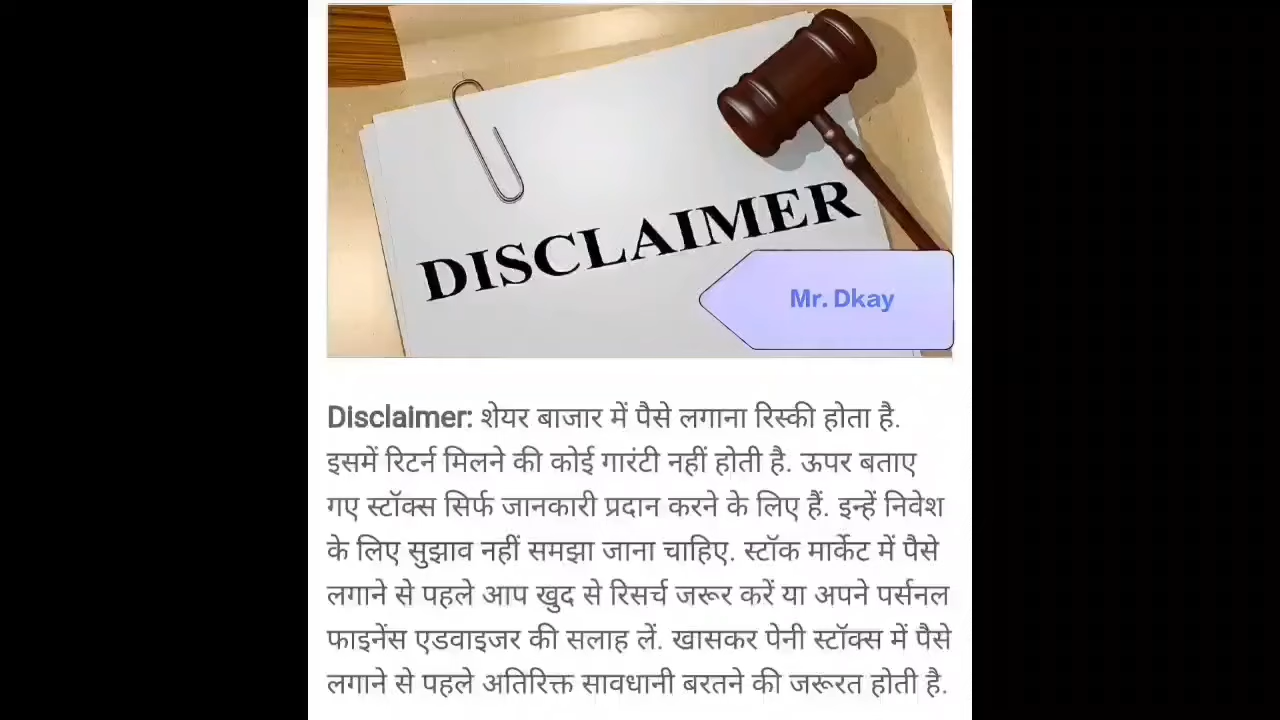 DISCLAIMER
Mr. Dkay
Disclaimer: शेयर बाजार में पैसे लगाना रिस्की होता है.
इसमें रिटर्न मिलने की कोई गारंटी नहीं होती है. ऊपर बताए
गए स्टॉक्स सिर्फ जानकारी प्रदान करने के लिए हैं. इन्हें निवेश
के लिए सुझाव नहीं समझा जाना चाहिए. स्टॉक मार्केट में पैसे
लगाने से पहले आप खुद से रिसर्च जरूर करें या अपने पर्सनल
फाइनेंस एडवाइजर की सलाह लें. खासकर पेनी स्टॉक्स में पैसे
लगाने से पहले अतिरिक्त सावधानी बरतने की जरूरत होती है.